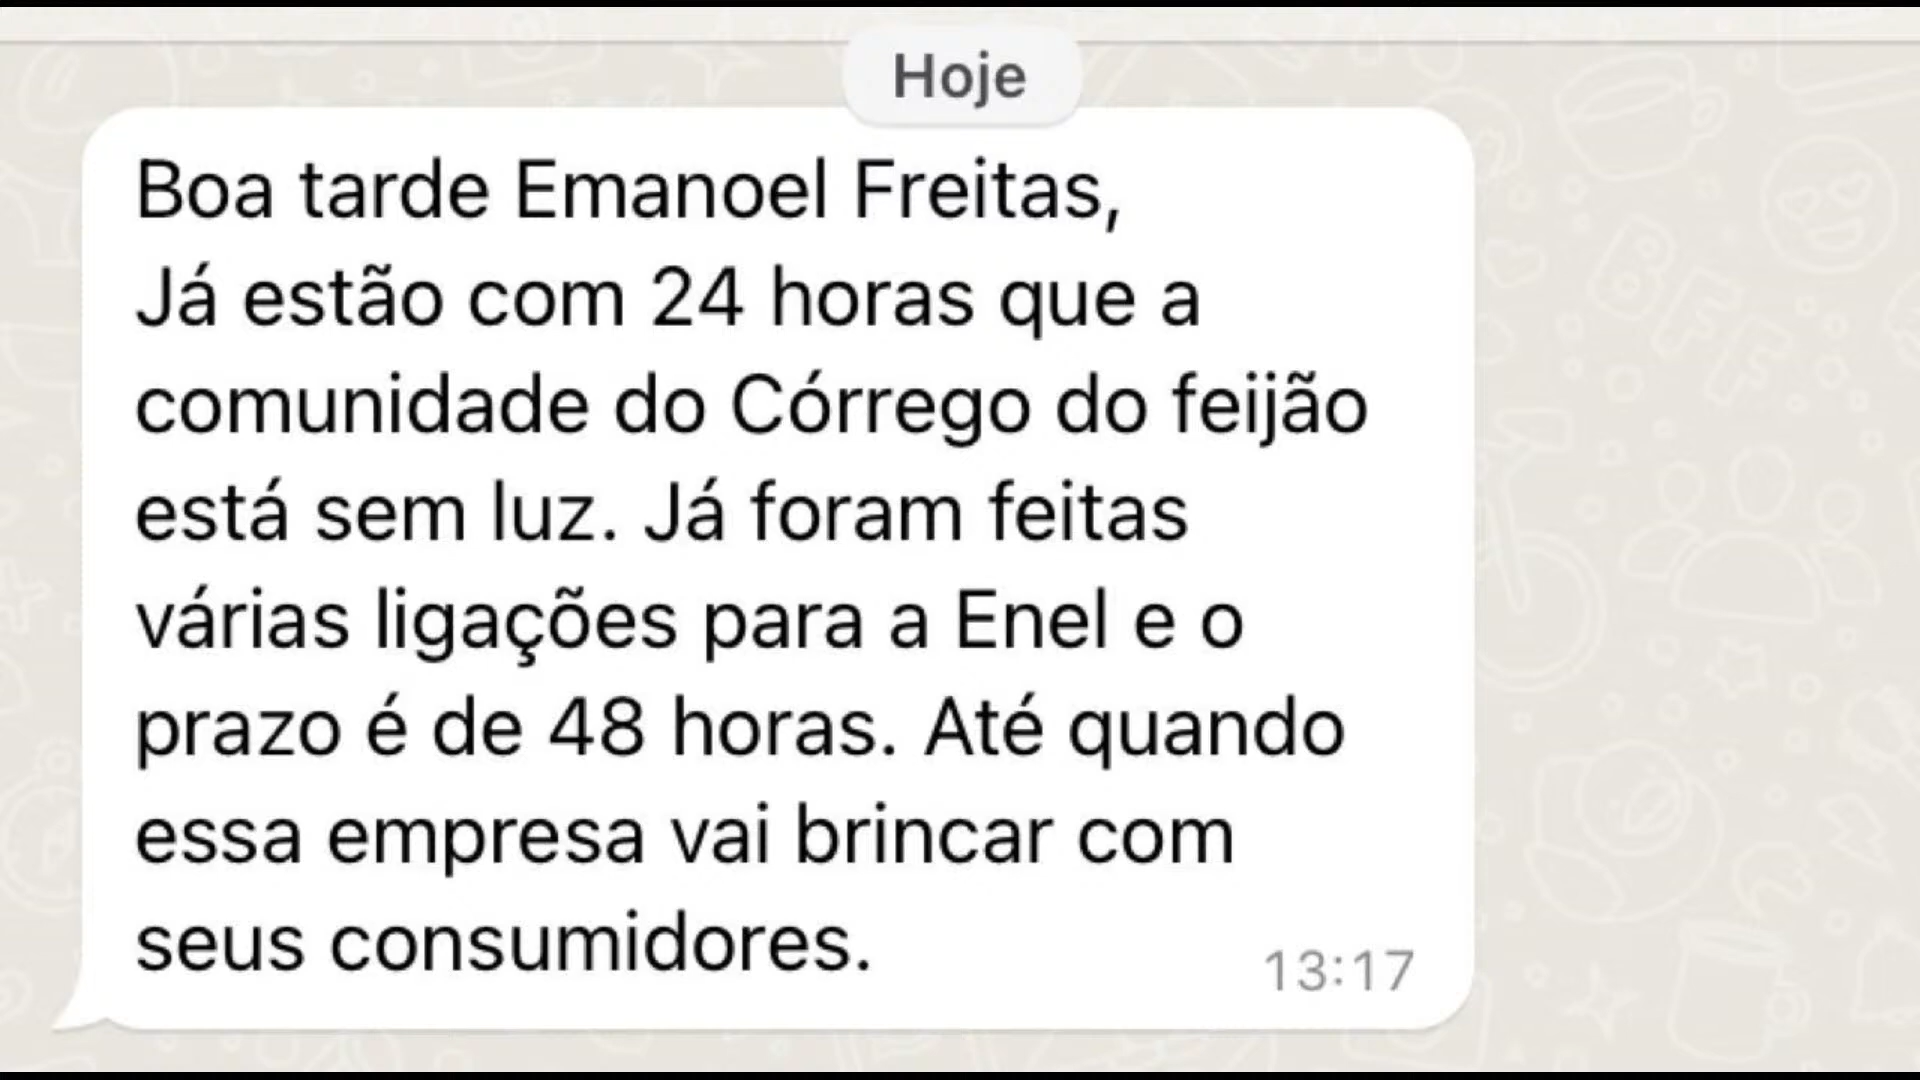 Hoje
Boa tarde Emanoel Freitas,
Já estão com 24 horas que a
comunidade do Córrego do feijão
está sem luz. Já foram feitas
várias ligações para a Enel e o
prazo é de 48 horas. Até quando
essa empresa vai brincar com
seus consumidores.
13:17